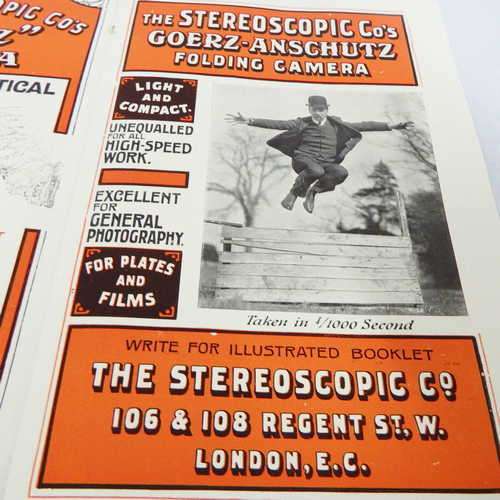 Co's
Z"
A
TICAL
THE STEREOSCOPIC Co's
GOERZ-ANSCHUTZ
FOLDING CAMERA
LIGHT
AND
COMPACT.
UNEQUALLED
FOR ALL
HIGH-SPEED
WORK.
EXCELLENT
FOR
GENERAL
PHOTOGRAPHY.
FOR PLATES
AND
FILMS
Taken in 1/1000 Second
WRITE FOR ILLUSTRATED BOOKLET
THE STEREOSCOPIC Co
106 & 108 REGENT ST. W.
LONDON, E.C.